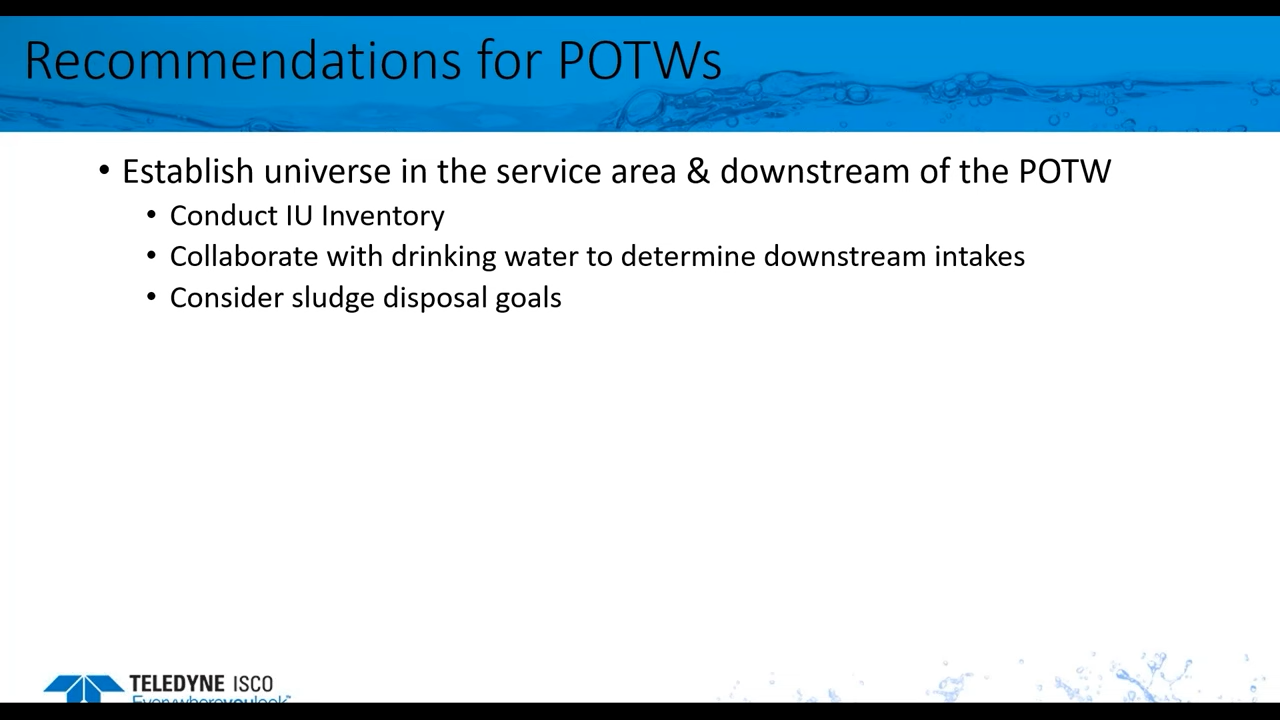 Recommendations for POTWs
• Establish universe in the service area & downstream of the POTW
• Conduct IU Inventory
• Collaborate with drinking water to determine downstream intakes
• Consider sludge disposal goals
TELEDYNE ISCO
Everywhereyoulook™